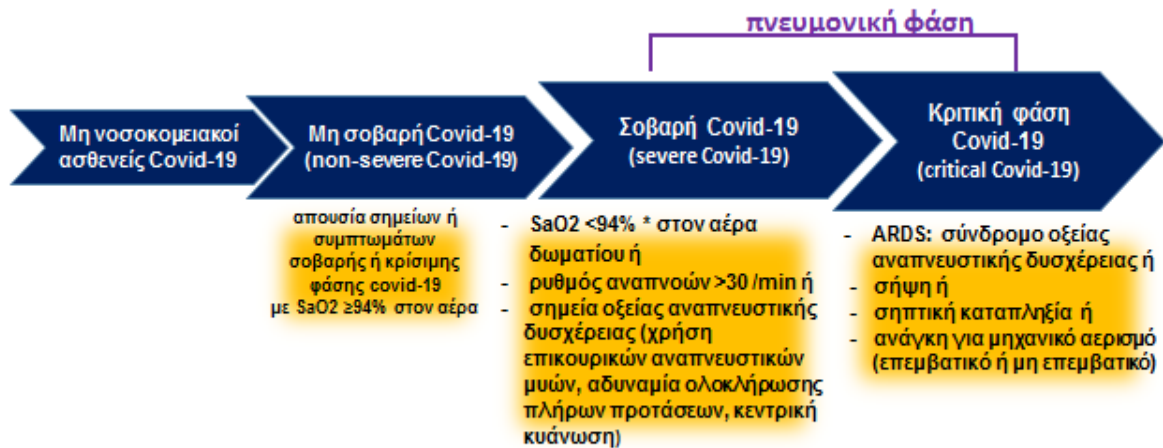 πνευμονική φάση
Μη νοσοκομειακοί
ασθενείς Covid-19
Μη σοβαρή Covid-19
(non-severe Covid-19)
Σοβαρή Covid-19
(severe Covid-19)
Κριτική φάση
Covid-19
(critical Covid-19)
απουσία σημείων ή
συμπτωμάτων
σοβαρής ή κρίσιμης
φάσης covid-19
με SaO2 ≥94% στον αέρα
- SaO2 <94% * στον αέρα
δωματίου ή
- ρυθμός αναπνοών >30 /min ή
- σημεία οξείας αναπνευστικής
δυσχέρειας (χρήση
επικουρικών αναπνευστικών
μυών, αδυναμία ολοκλήρωσης
πλήρων προτάσεων, κεντρική
κυάνωση)
- ARDS: σύνδρομο οξείας
αναπνευστικής δυσχέρειας ή
- σήψη ή
- σηπτική καταπληξία ή
- ανάγκη για μηχανικό αερισμό
(επεμβατικό ή μη επεμβατικό)